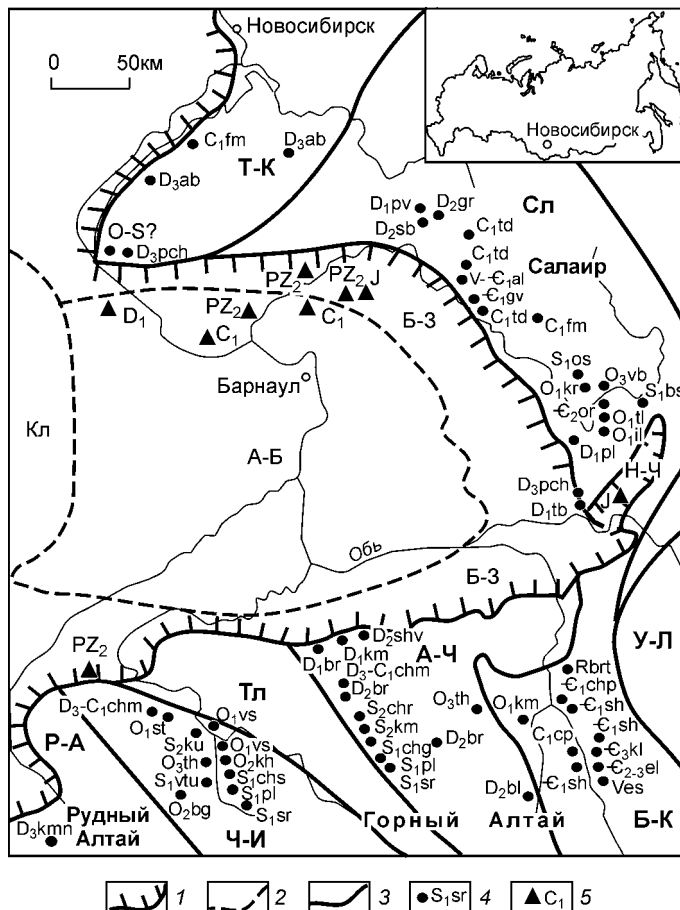 Новосибирск
0 50км
Новосибирск
C₁fm
D₃ab
Т-К
D₃ab
Сл
D₁pv
D₂gr
D₂sb
C₁td
O-S?
D₃pch
C₁td
Салаир
PZ₂
PZ₂
J
V-Є₁al
Є₁gv
D₁
PZ₂
C₁
C₁
Б-З
C₁td
C₁fm
Барнаул
S₁os
O₃vb
O₁kr
S₁bs
Є₂or
O₁tl
O₁il
Кл
А-Б
D₁pl
Н-Ч
D₃pch
J
D₁tb
Обь
Б-З
У-Л
PZ₂
D₂shv
D₁km
D₁br
А-Ч
D₃-C₁chm
D₂br
Rbrt
Є₁chp
Тл
D₃-C₁chm
O₁vs
S₂chr
O₃th
O₁km
Є₁sh
O₁st
S₂km
Р-А
S₂ku
O₁vs
S₁chg
D₂br
C₁cp
Є₁sh
O₃th
O₂kh
S₁pl
Є₃kl
S₁vtu
S₁chs
S₁sr
Є₁sh
Є₂₋₃el
O₂bg
S₁pl
D₂bl
Ves
Рудный
Алтай
S₁sr
Горный Алтай
Б-К
D₃kmn
Ч-И
1 2 3 S₁sr 4 C₁ 5